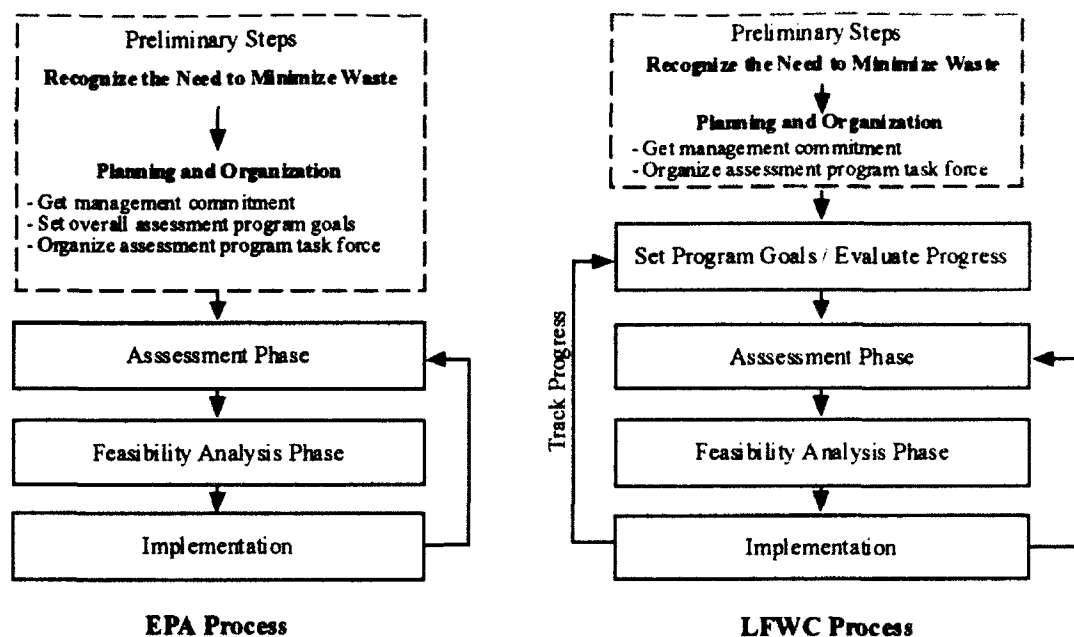 Preliminary Steps
Recognize the Need to Minimize Waste
Planning and Organization
- Get management commitment
- Set overall assessment program goals
- Organize assessment program task force
Asssessment Phase
Feasibility Analysis Phase
Implementation
EPA Process
Preliminary Steps
Recognize the Need to Minimize Waste
Planning and Organization
- Get management commitment
- Organize assessment program task force
Set Program Goals / Evaluate Progress
Track Progress
Asssessment Phase
Feasibility Analysis Phase
Implementation
LFWC Process